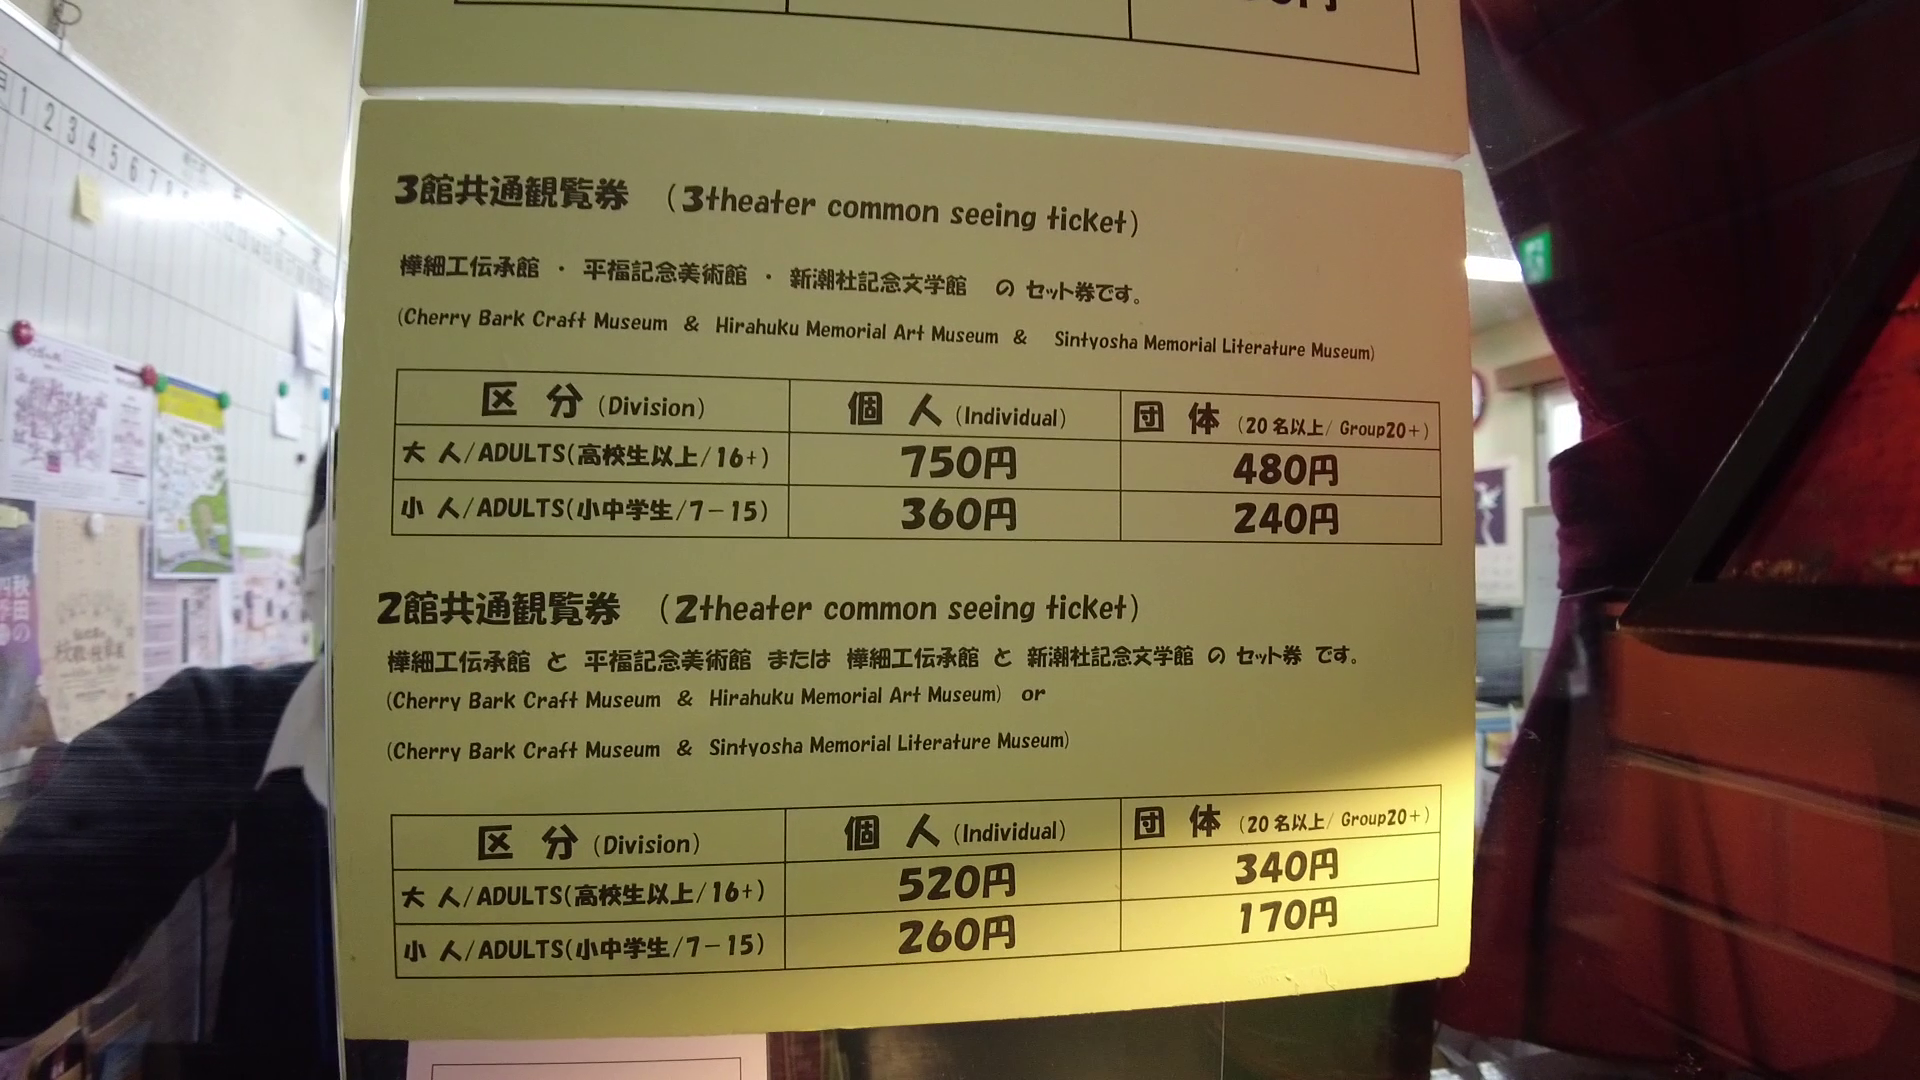 3館共通観覧券 (3theater common seeing ticket)
樺細工伝承館 ・ 平福記念美術館 ・ 新潮社記念文学館 の セット券です。
(Cherry Bark Craft Museum & Hirahuku Memorial Art Museum & Sintyosha Memorial Literature Museum)
区 分 (Division) 個 人 (Individual) 団 体 (20名以上/ Group20+)
大 人/ADULTS(高校生以上/16+) 750円 480円
小 人/ADULTS(小中学生/7-15) 360円 240円
2館共通観覧券 (2theater common seeing ticket)
樺細工伝承館 と 平福記念美術館 または 樺細工伝承館 と 新潮社記念文学館 の セット券 です。
(Cherry Bark Craft Museum & Hirahuku Memorial Art Museum) or
(Cherry Bark Craft Museum & Sintyosha Memorial Literature Museum)
区 分 (Division) 個 人 (Individual) 団 体 (20名以上/ Group20+)
大 人/ADULTS(高校生以上/16+) 520円 340円
小 人/ADULTS(小中学生/7-15) 260円 170円
1 2 3 4 5 6 7
秋田の